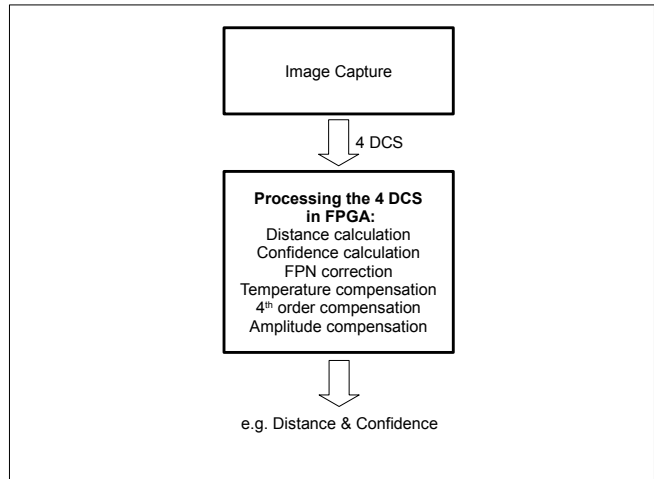 Image Capture
4 DCS
Processing the 4 DCS
in FPGA:
Distance calculation
Confidence calculation
FPN correction
Temperature compensation
4th order compensation
Amplitude compensation
e.g. Distance & Confidence